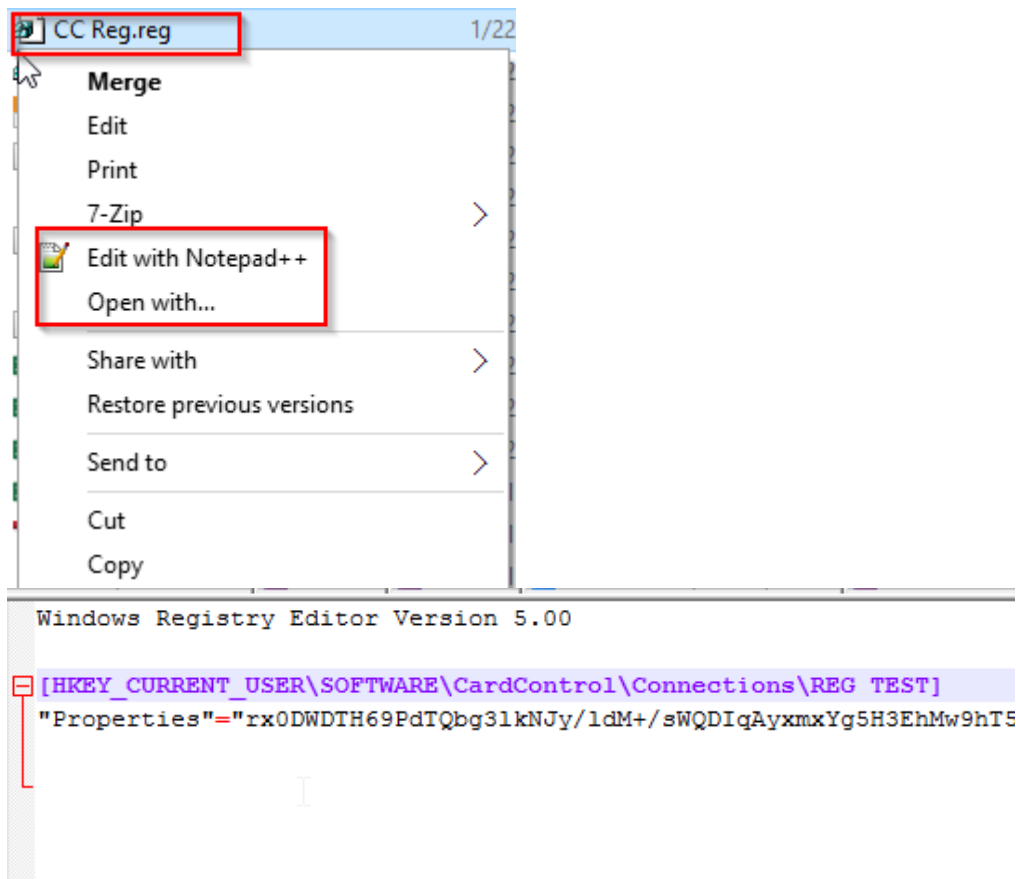 CC Reg.reg 1/22
Merge
Edit
Print
7-Zip
Edit with Notepad++
Open with...
Share with
Restore previous versions
Send to
Cut
Copy
Windows Registry Editor Version 5.00
[HKEY_CURRENT_USER\SOFTWARE\CardControl\Connections\REG TEST]
"Properties"="rx0DWDTH69PdTQbg3lkNJy/ldM+/sWQDIqAyxmxYg5H3EhMw9hT5